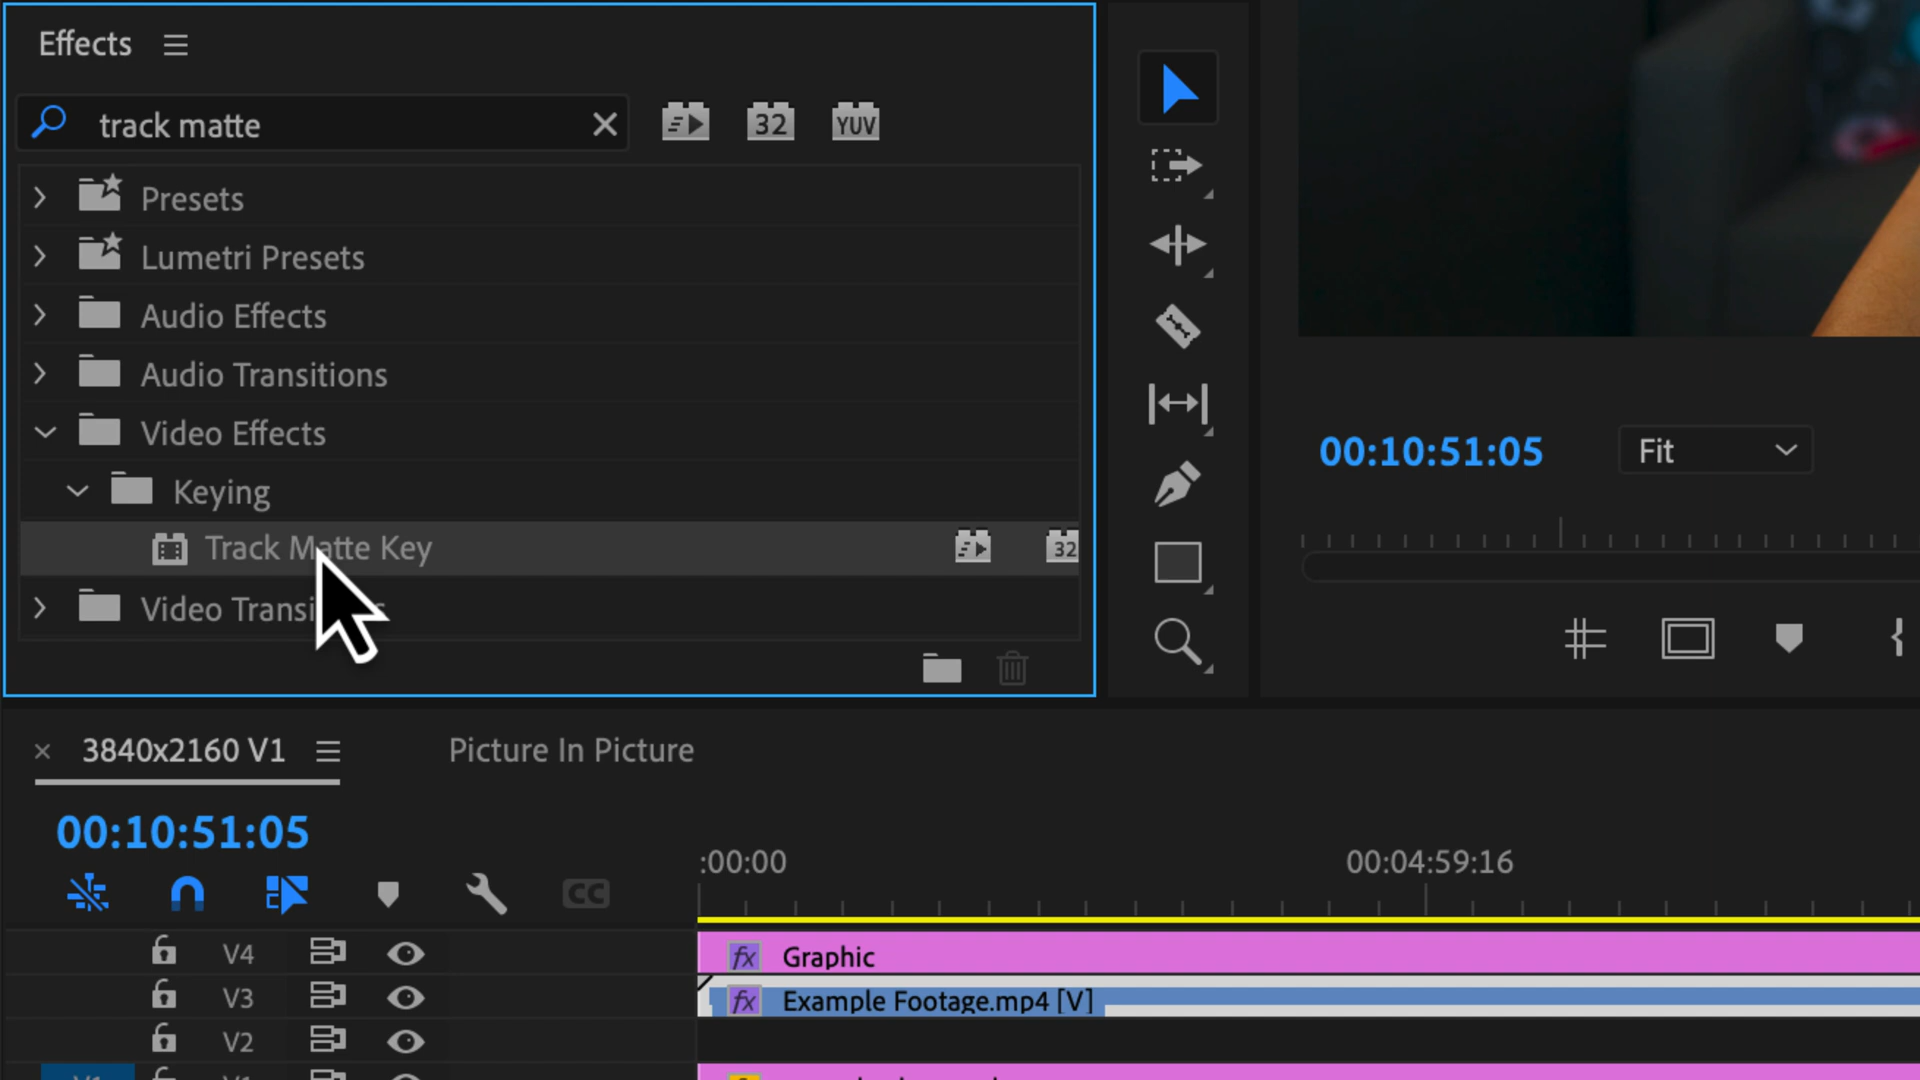 Effects
track matte
32
YUV
Presets
Lumetri Presets
Audio Effects
Audio Transitions
Video Effects
Keying
Track Matte Key
32
Video
00:10:51:05
Fit
3840x2160 V1
Picture In Picture
00:10:51:05
:00:00
00:04:59:16
CC
V4
fx Graphic
V3
fx Example Footage.mp4 [V]
V2